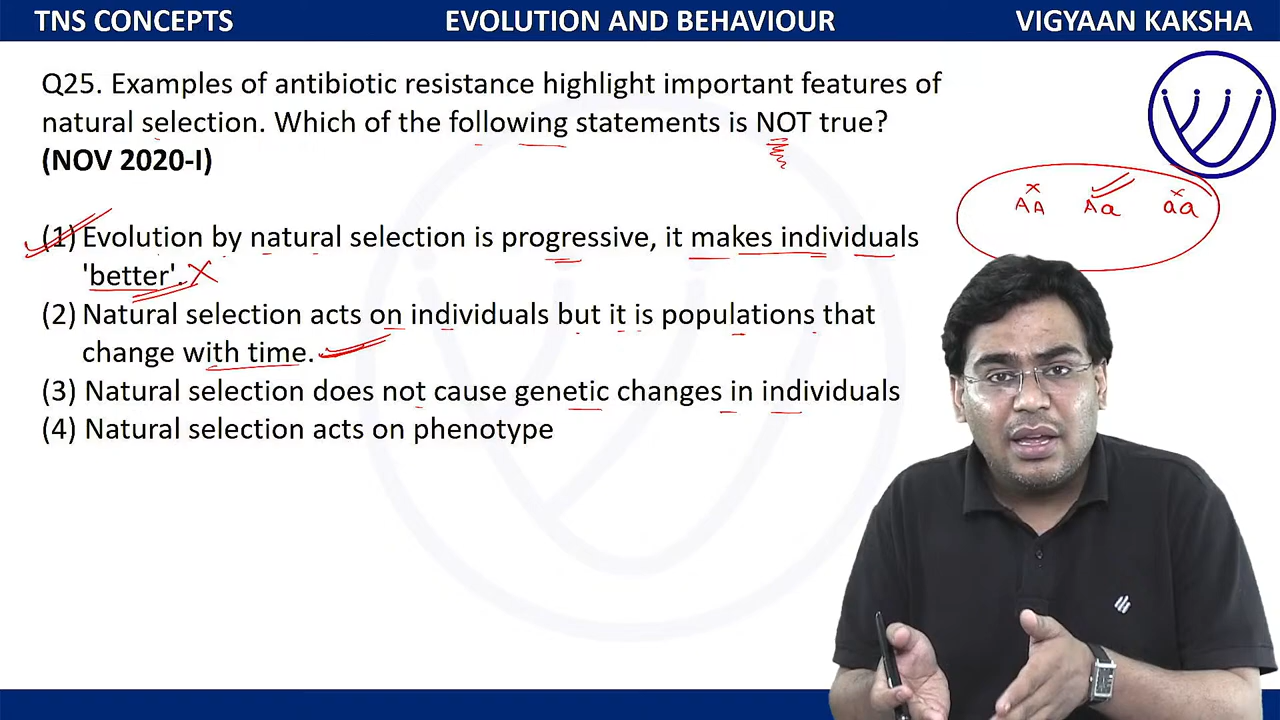 TNS CONCEPTS
EVOLUTION AND BEHAVIOUR
VIGYAAN KAKSHA
Q25. Examples of antibiotic resistance highlight important features of
natural selection. Which of the following statements is NOT true?
(NOV 2020-I)
AA Aa aa
(1) Evolution by natural selection is progressive, it makes individuals
'better'.
(2) Natural selection acts on individuals but it is populations that
change with time.
(3) Natural selection does not cause genetic changes in individuals
(4) Natural selection acts on phenotype